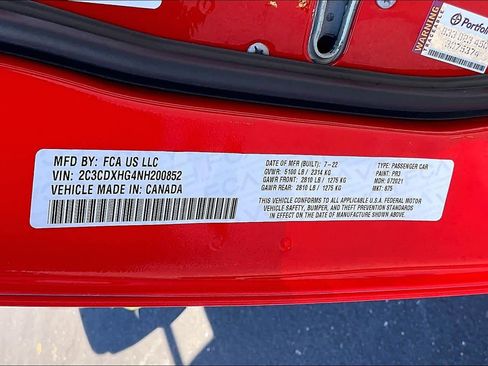 Portfolio
WARNING
TRACEABLE
MFD BY: FCA US LLC
VIN: 2C3CDXHG4NH200852
VEHICLE MADE IN: CANADA
DATE OF MFR (BUILT): 7-22
GVWR: 5100 LB / 2314 KG
GAWR FRONT: 2810 LB / 1275 KG
GAWR REAR: 2810 LB / 1275 KG
TYPE: PASSENGER CAR
PAINT: PR3
MDH: 072021
MKT: 875
THIS VEHICLE CONFORMS TO ALL APPLICABLE U.S.A. FEDERAL MOTOR
VEHICLE SAFETY, BUMPER, AND THEFT PREVENTION STANDARDS
IN EFFECT ON THE DATE OF MANUFACTURE SHOWN ABOVE.